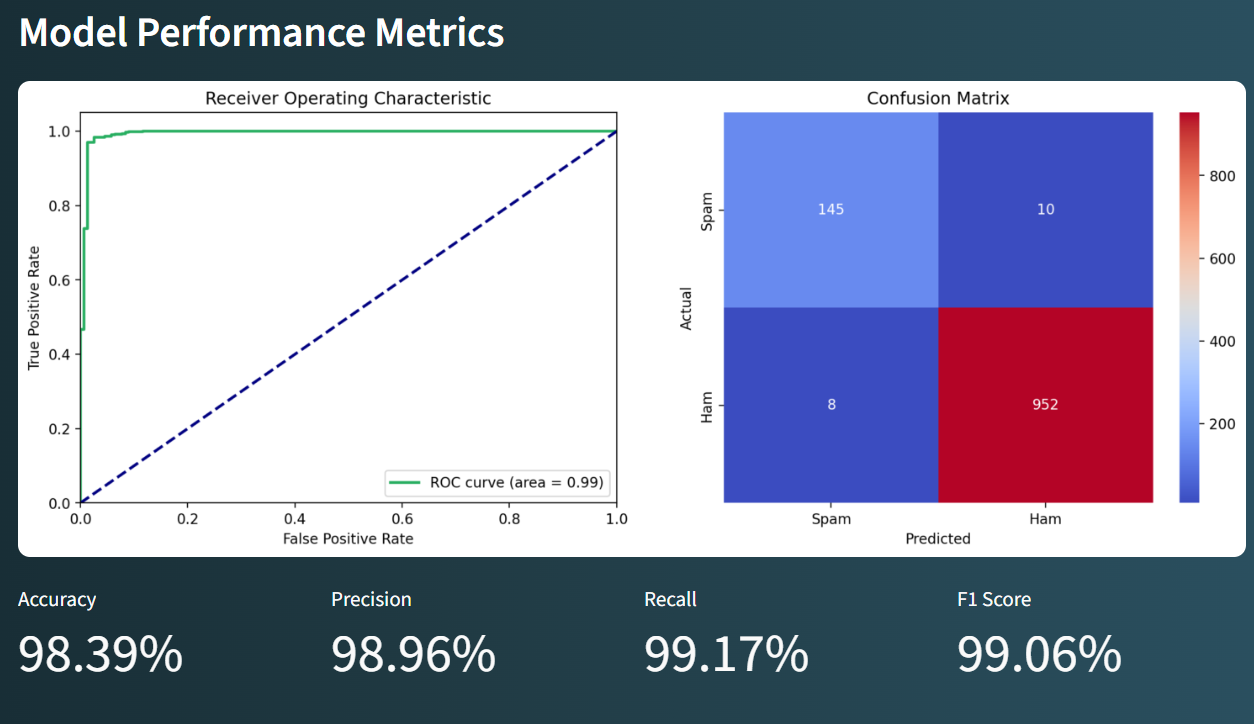 Model Performance Metrics
Receiver Operating Characteristic
True Positive Rate
1.0
0.8
0.6
0.4
0.2
0.0
0.0 0.2 0.4 0.6 0.8 1.0
False Positive Rate
ROC curve (area = 0.99)
Confusion Matrix
Actual
Spam
Ham
145 10
8 952
Spam Ham
Predicted
800
600
400
200
Accuracy
98.39%
Precision
98.96%
Recall
99.17%
F1 Score
99.06%